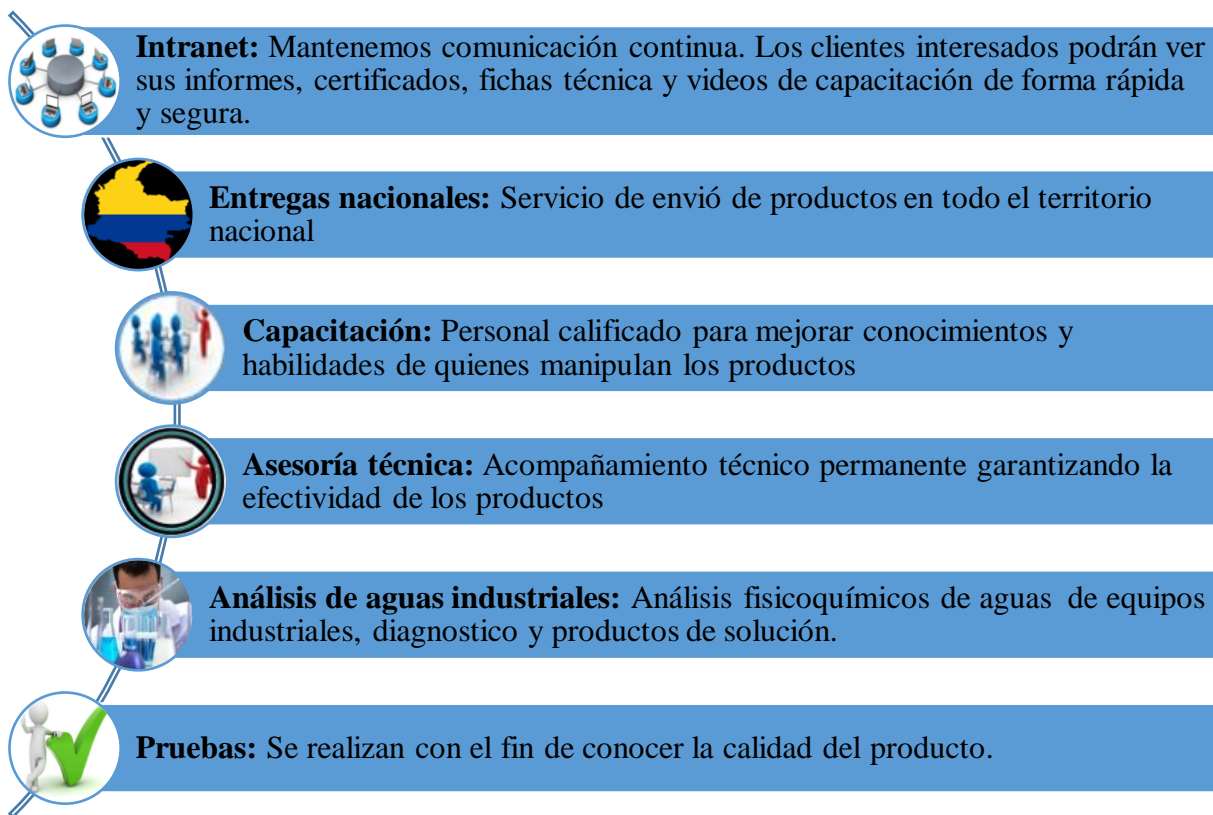 Intranet: Mantenemos comunicación continua. Los clientes interesados podrán ver
sus informes, certificados, fichas técnica y videos de capacitación de forma rápida
y segura.
Entregas nacionales: Servicio de envió de productos en todo el territorio
nacional
Capacitación: Personal calificado para mejorar conocimientos y
habilidades de quienes manipulan los productos
Asesoría técnica: Acompañamiento técnico permanente garantizando la
efectividad de los productos
Análisis de aguas industriales: Análisis fisicoquímicos de aguas de equipos
industriales, diagnostico y productos de solución.
Pruebas: Se realizan con el fin de conocer la calidad del producto.